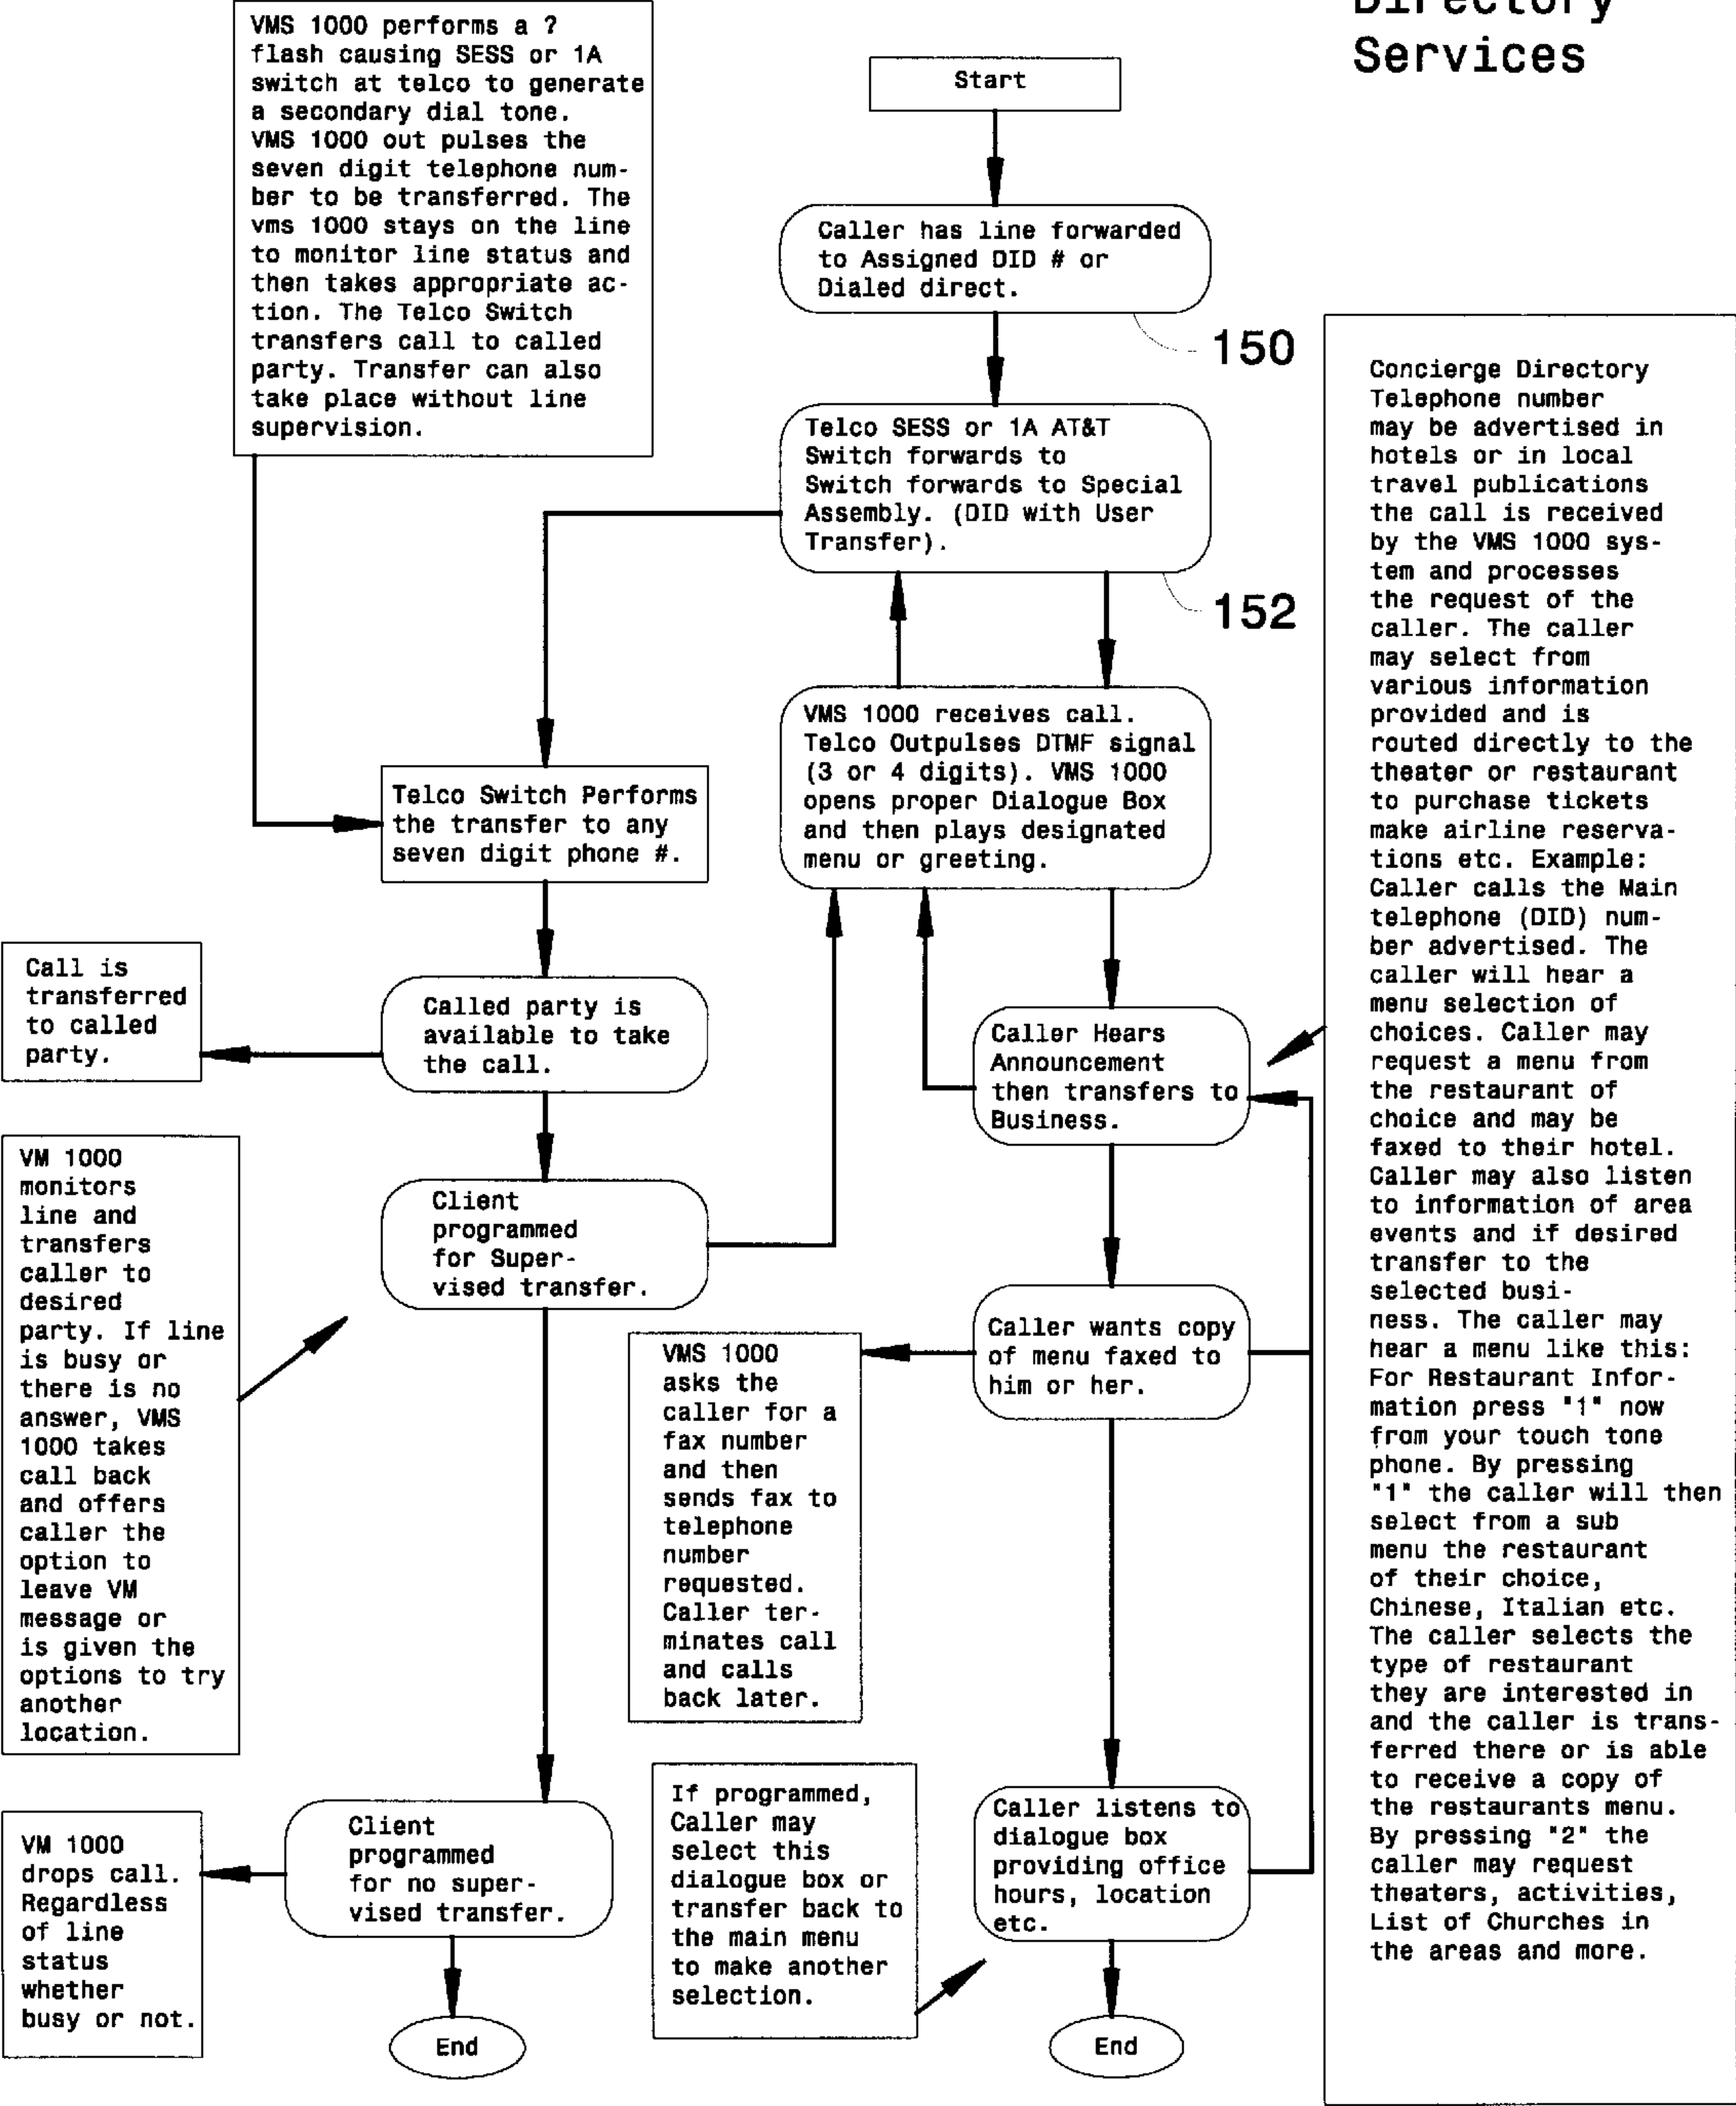 Directory
Services
VMS 1000 performs a ?
flash causing SESS or 1A
switch at telco to generate
a secondary dial tone.
VMS 1000 out pulses the
seven digit telephone num-
ber to be transferred. The
vms 1000 stays on the line
to monitor line status and
then takes appropriate ac-
tion. The Telco Switch
transfers call to called
party. Transfer can also
take place without line
supervision.
Start
Caller has line forwarded
to Assigned DID # or
Dialed direct.
150
Telco SESS or 1A AT&T
Switch forwards to
Switch forwards to Special
Assembly. (DID with User
Transfer).
152
VMS 1000 receives call.
Telco Outpulses DTMF signal
(3 or 4 digits). VMS 1000
opens proper Dialogue Box
and then plays designated
menu or greeting.
Telco Switch Performs
the transfer to any
seven digit phone #.
Call is
transferred
to called
party.
Called party is
available to take
the call.
Caller Hears
Announcement
then transfers to
Business.
VM 1000
monitors
line and
transfers
caller to
desired
party. If line
is busy or
there is no
answer, VMS
1000 takes
call back
and offers
caller the
option to
leave VM
message or
is given the
options to try
another
location.
Client
programmed
for Super-
vised transfer.
VMS 1000
asks the
caller for a
fax number
and then
sends fax to
telephone
number
requested.
Caller ter-
minates call
and calls
back later.
Caller wants copy
of menu faxed to
him or her.
VM 1000
drops call.
Regardless
of line
status
whether
busy or not.
Client
programmed
for no super-
vised transfer.
End
If programmed,
Caller may
select this
dialogue box or
transfer back to
the main menu
to make another
selection.
Caller listens to
dialogue box
providing office
hours, location
etc.
End
Concierge Directory
Telephone number
may be advertised in
hotels or in local
travel publications
the call is received
by the VMS 1000 sys-
tem and processes
the request of the
caller. The caller
may select from
various information
provided and is
routed directly to the
theater or restaurant
to purchase tickets
make airline reserva-
tions etc. Example:
Caller calls the Main
telephone (DID) num-
ber advertised. The
caller will hear a
menu selection of
choices. Caller may
request a menu from
the restaurant of
choice and may be
faxed to their hotel.
Caller may also listen
to information of area
events and if desired
transfer to the
selected busi-
ness. The caller may
hear a menu like this:
For Restaurant Infor-
mation press "1" now
from your touch tone
phone. By pressing
"1" the caller will then
select from a sub
menu the restaurant
of their choice,
Chinese, Italian etc.
The caller selects the
type of restaurant
they are interested in
and the caller is trans-
ferred there or is able
to receive a copy of
the restaurants menu.
By pressing "2" the
caller may request
theaters, activities,
List of Churches in
the areas and more.